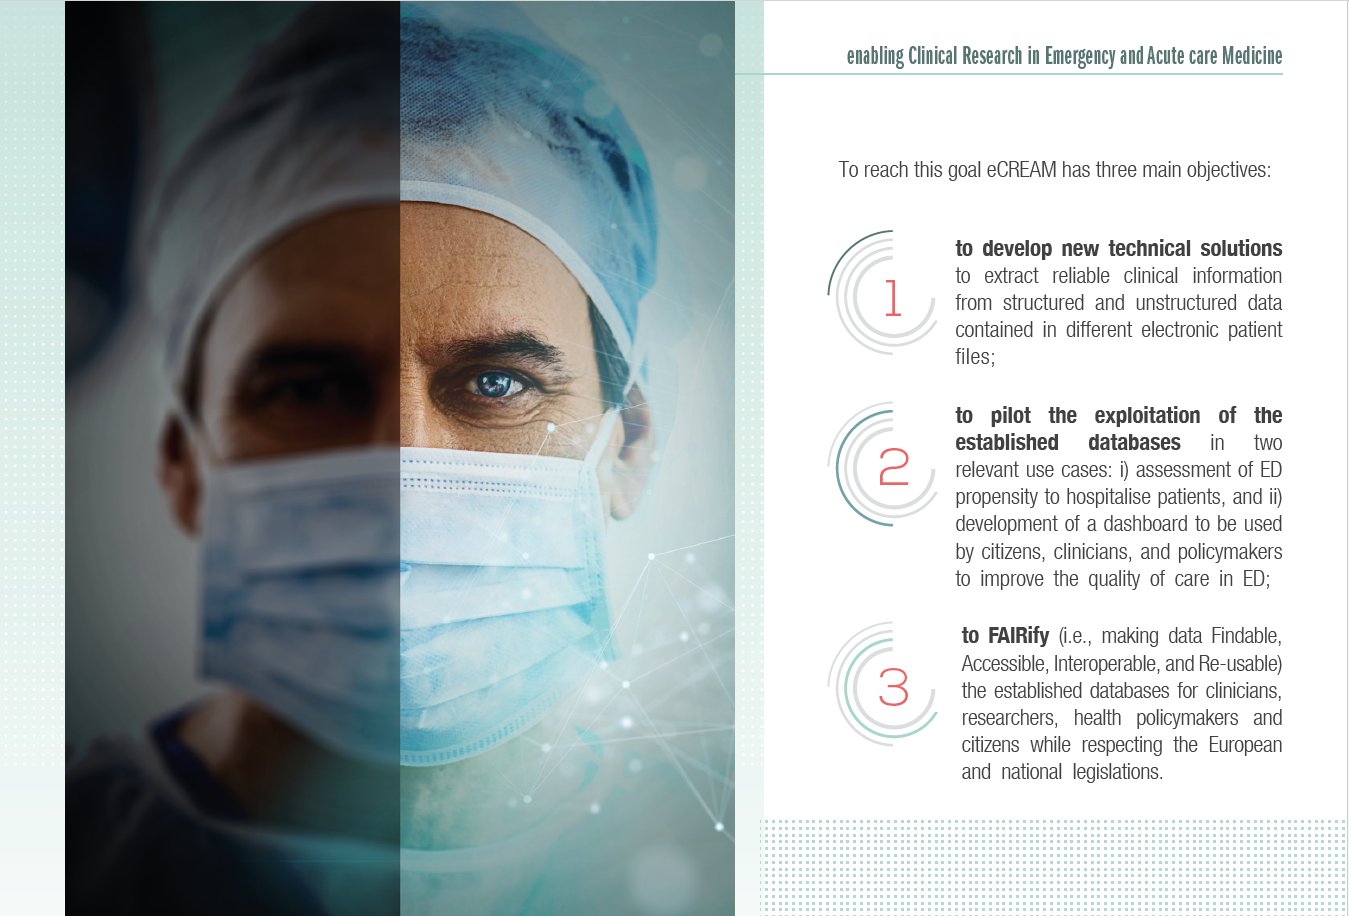 enabling Clinical Research in Emergency and Acute care Medicine
To reach this goal eCREAM has three main objectives:
1
to develop new technical solutions
to extract reliable clinical information
from structured and unstructured data
contained in different electronic patient
files;
2
to pilot the exploitation of the
established databases in two
relevant use cases: i) assessment of ED
propensity to hospitalise patients, and ii)
development of a dashboard to be used
by citizens, clinicians, and policymakers
to improve the quality of care in ED;
3
to FAIRify (i.e., making data Findable,
Accessible, Interoperable, and Re-usable)
the established databases for clinicians,
researchers, health policymakers and
citizens while respecting the European
and national legislations.